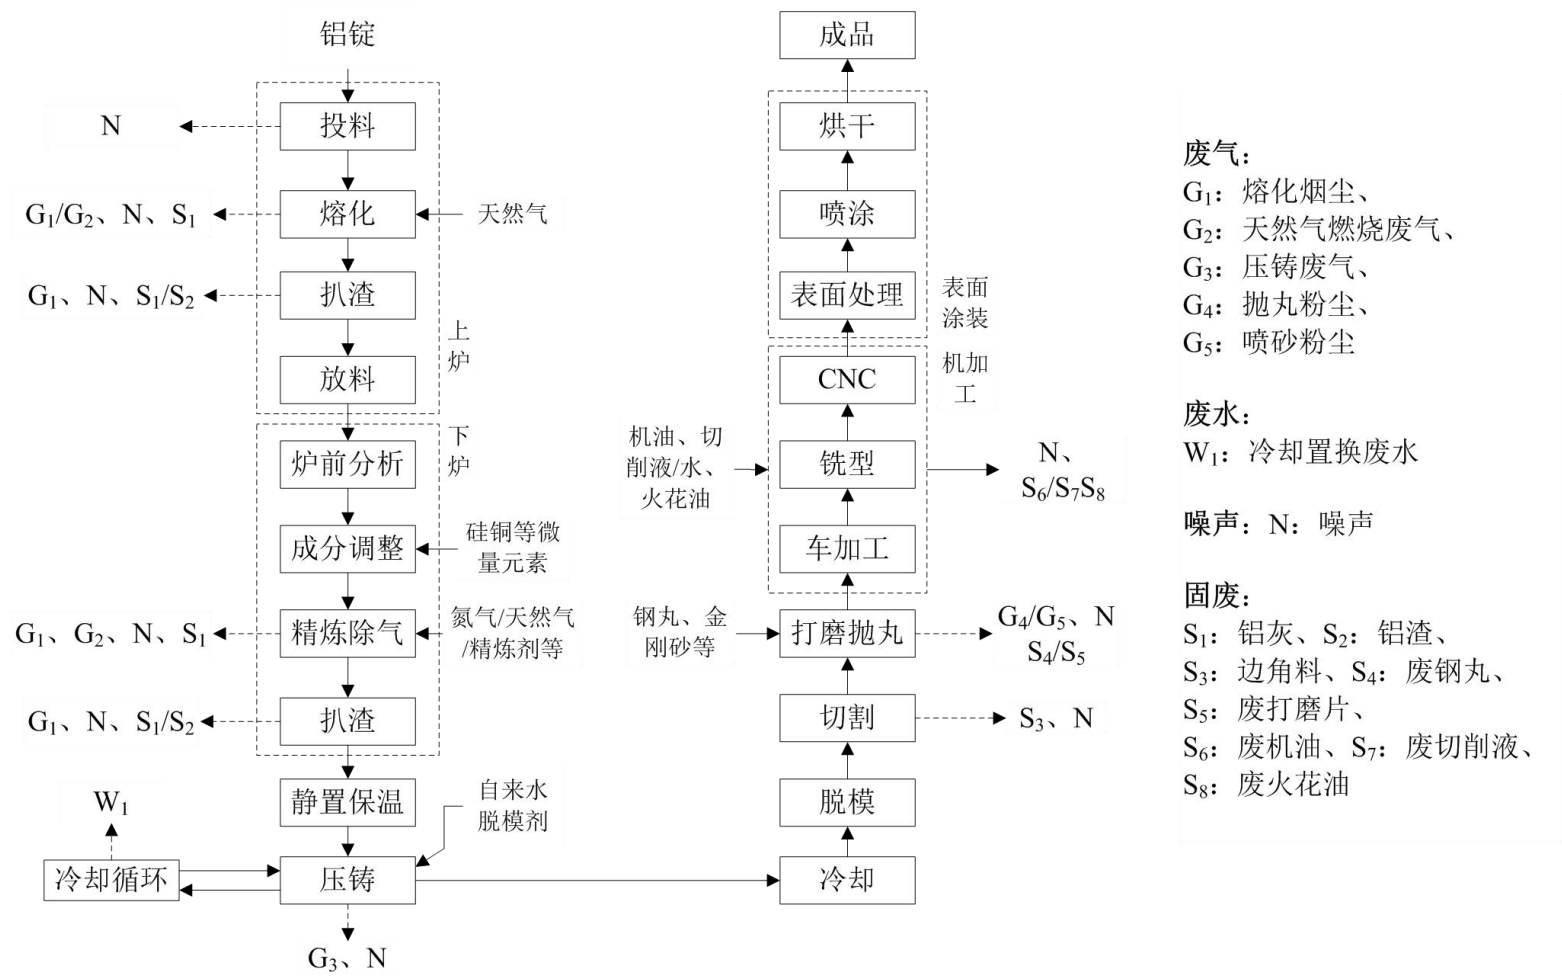 铝锭
投料
N
熔化
G₁/G₂、N、S₁
天然气
扒渣
G₁、N、S₁/S₂
放料
上
炉
下
炉
炉前分析
成分调整
硅铜等微
量元素
精炼除气
G₁、G₂、N、S₁
氮气/天然气
/精炼剂等
扒渣
G₁、N、S₁/S₂
静置保温
自来水
脱模剂
W₁
冷却循环
压铸
G₃、N
成品
烘干
喷涂
表面处理
表面
涂装
CNC
机加
工
机油、切
削液/水、
火花油
铣型
N、
S₆/S₇S₈
车加工
钢丸、金
刚砂等
打磨抛丸
G₄/G₅、N
S₄/S₅
切割
S₃、N
脱模
冷却
废气：
G₁：熔化烟尘、
G₂：天然气燃烧废气、
G₃：压铸废气、
G₄：抛丸粉尘、
G₅：喷砂粉尘
废水：
W₁：冷却置换废水
噪声：N：噪声
固废：
S₁：铝灰、S₂：铝渣、
S₃：边角料、S₄：废钢丸、
S₅：废打磨片、
S₆：废机油、S₇：废切削液、
S₈：废火花油